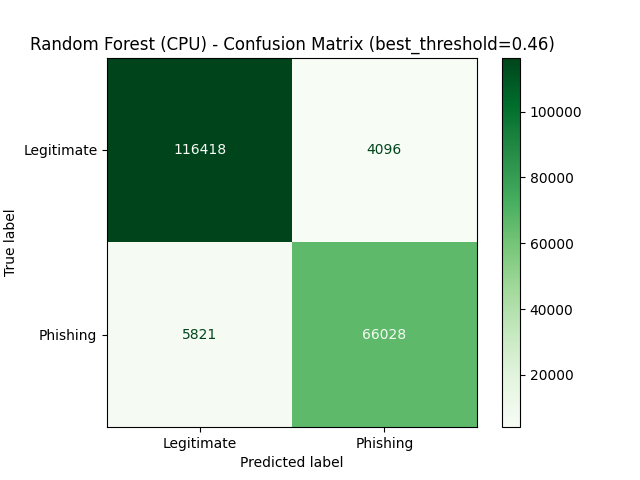 Random Forest (CPU) - Confusion Matrix (best_threshold=0.46)
True label
Legitimate
116418
4096
Phishing
5821
66028
Legitimate
Phishing
Predicted label
100000
80000
60000
40000
20000